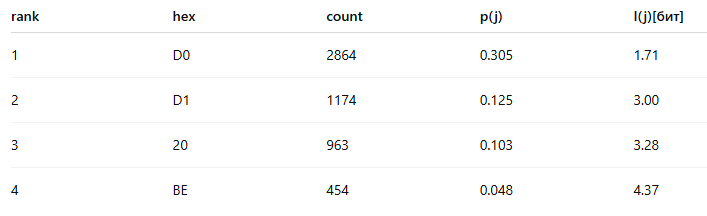 rank hex count p(j) I(j)[бит]
1 D0 2864 0.305 1.71
2 D1 1174 0.125 3.00
3 20 963 0.103 3.28
4 BE 454 0.048 4.37